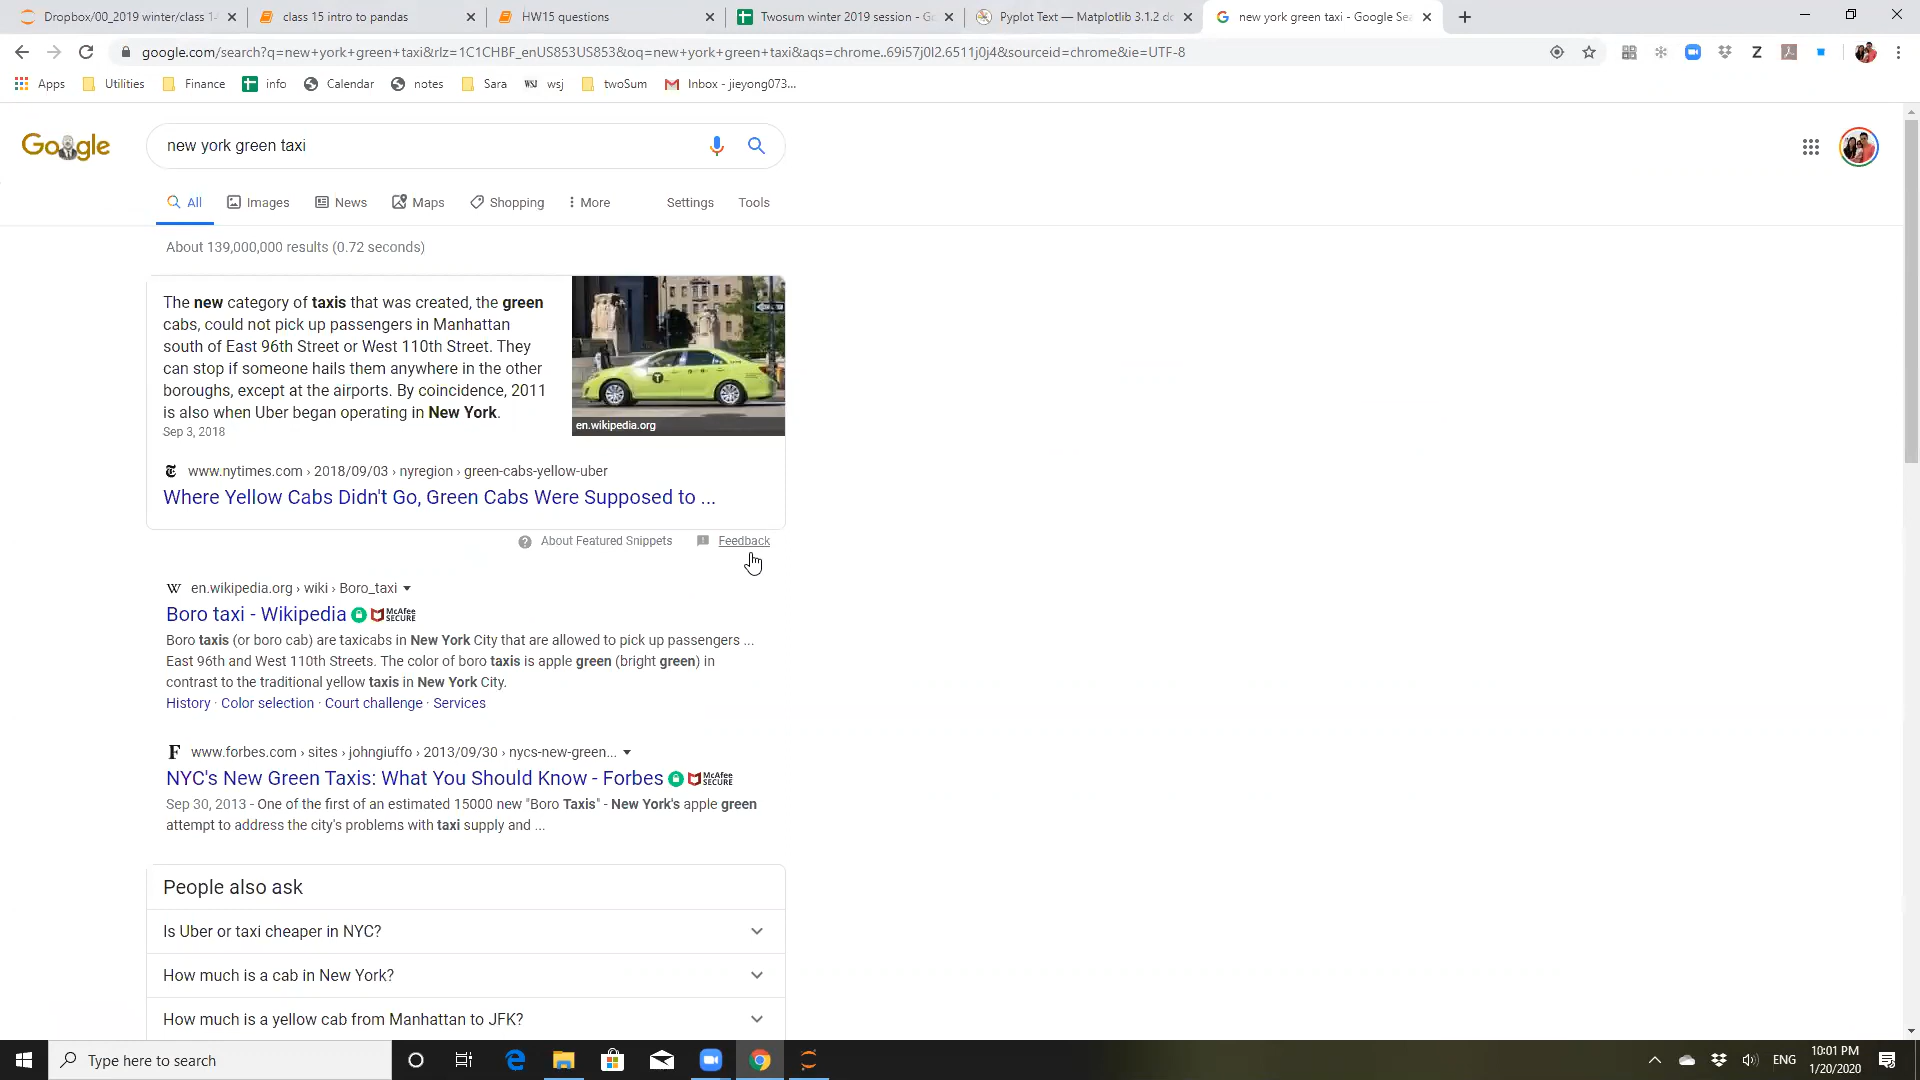 Dropbox/00_2019 winter/class 14
class 15 intro to pandas
HW15 questions
Twosum winter 2019 session - Go
Pyplot Text — Matplotlib 3.1.2 do
new york green taxi - Google Sea
google.com/search?q=new+york+green+taxi&rlz=1C1CHBF_enUS853US853&oq=new+york+green+taxi&aqs=chrome..69i57j0l2.6511j0j4&sourceid=chrome&ie=UTF-8
Apps Utilities Finance info Calendar notes Sara WSJ wsj twoSum Inbox - jieyong073...
Google
new york green taxi
All Images News Maps Shopping More Settings Tools
About 139,000,000 results (0.72 seconds)
The new category of taxis that was created, the green
cabs, could not pick up passengers in Manhattan
south of East 96th Street or West 110th Street. They
can stop if someone hails them anywhere in the other
boroughs, except at the airports. By coincidence, 2011
is also when Uber began operating in New York.
Sep 3, 2018
en.wikipedia.org
www.nytimes.com › 2018/09/03 › nyregion › green-cabs-yellow-uber
Where Yellow Cabs Didn't Go, Green Cabs Were Supposed to ...
About Featured Snippets Feedback
W en.wikipedia.org › wiki › Boro_taxi
Boro taxi - Wikipedia McAfee SECURE
Boro taxis (or boro cab) are taxicabs in New York City that are allowed to pick up passengers ...
East 96th and West 110th Streets. The color of boro taxis is apple green (bright green) in
contrast to the traditional yellow taxis in New York City.
History · Color selection · Court challenge · Services
F www.forbes.com › sites › johngiuffo › 2013/09/30 › nycs-new-green...
NYC's New Green Taxis: What You Should Know - Forbes McAfee SECURE
Sep 30, 2013 - One of the first of an estimated 15000 new "Boro Taxis" - New York's apple green
attempt to address the city's problems with taxi supply and ...
People also ask
Is Uber or taxi cheaper in NYC?
How much is a cab in New York?
How much is a yellow cab from Manhattan to JFK?
Type here to search
ENG
10:01 PM
1/20/2020